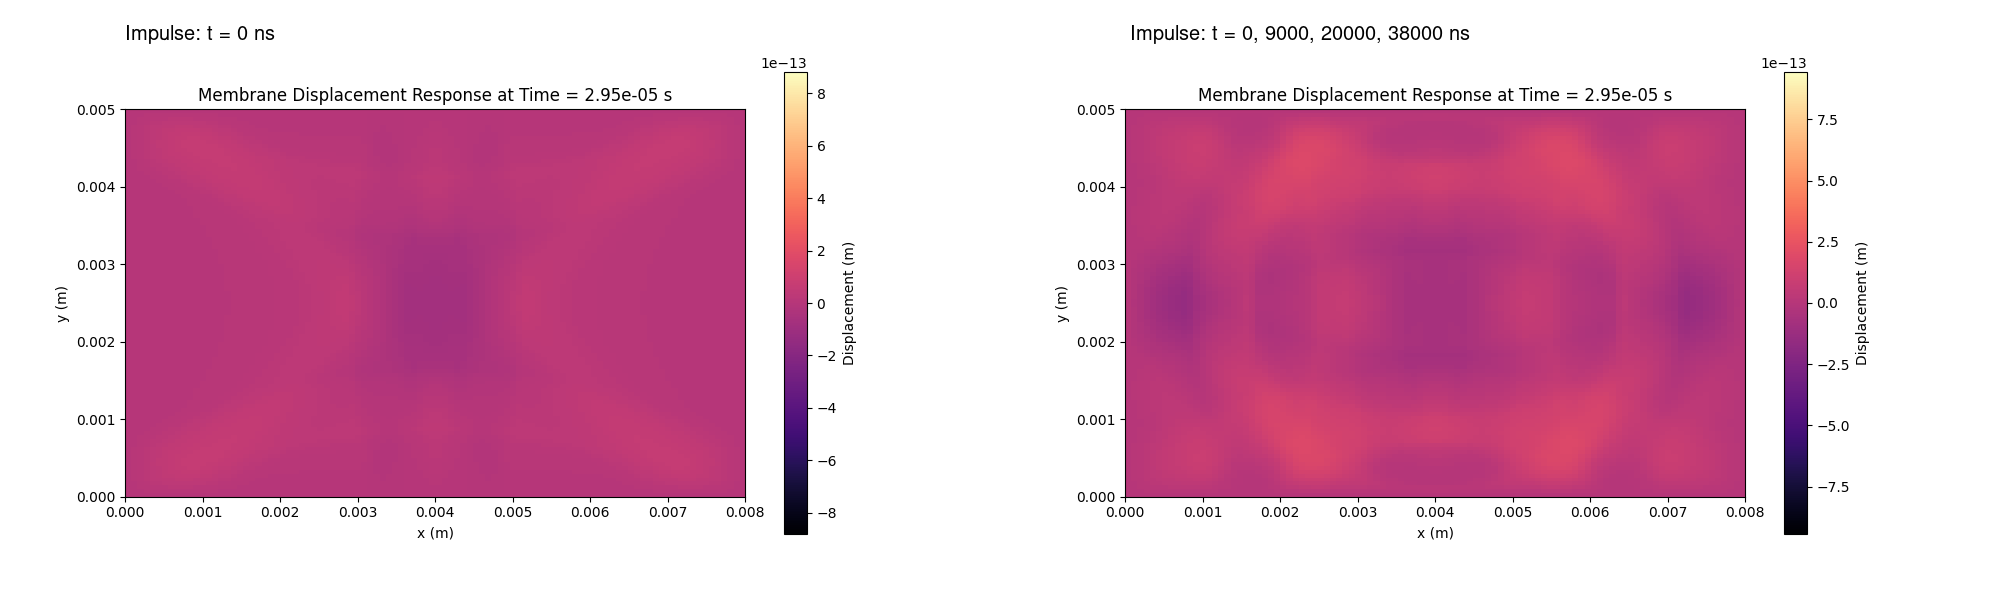 Impulse: t = 0 ns
1e−13
Membrane Displacement Response at Time = 2.95e-05 s
0.005
0.004
0.003
0.002
0.001
0.000
y (m)
0.000 0.001 0.002 0.003 0.004 0.005 0.006 0.007 0.008
x (m)
8
6
4
2
0
−2
−4
−6
−8
Displacement (m)
Impulse: t = 0, 9000, 20000, 38000 ns
1e−13
Membrane Displacement Response at Time = 2.95e-05 s
0.005
0.004
0.003
0.002
0.001
0.000
y (m)
0.000 0.001 0.002 0.003 0.004 0.005 0.006 0.007 0.008
x (m)
7.5
5.0
2.5
0.0
−2.5
−5.0
−7.5
Displacement (m)